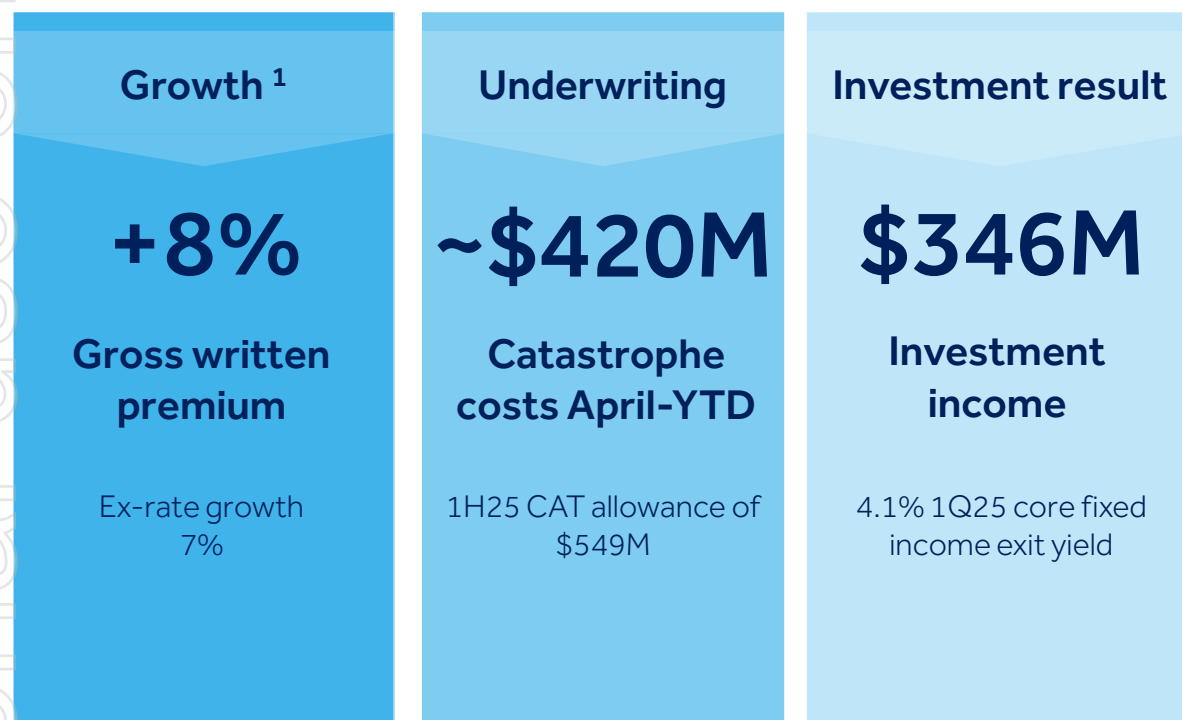 Growth 1
+8%
Gross written
premium
Ex-rate growth
7%
Underwriting
~$420M
Catastrophe
costs April-YTD
1H25 CAT allowance of
$549M
Investment result
$346M
Investment
income
4.1% 1Q25 core fixed
income exit yield